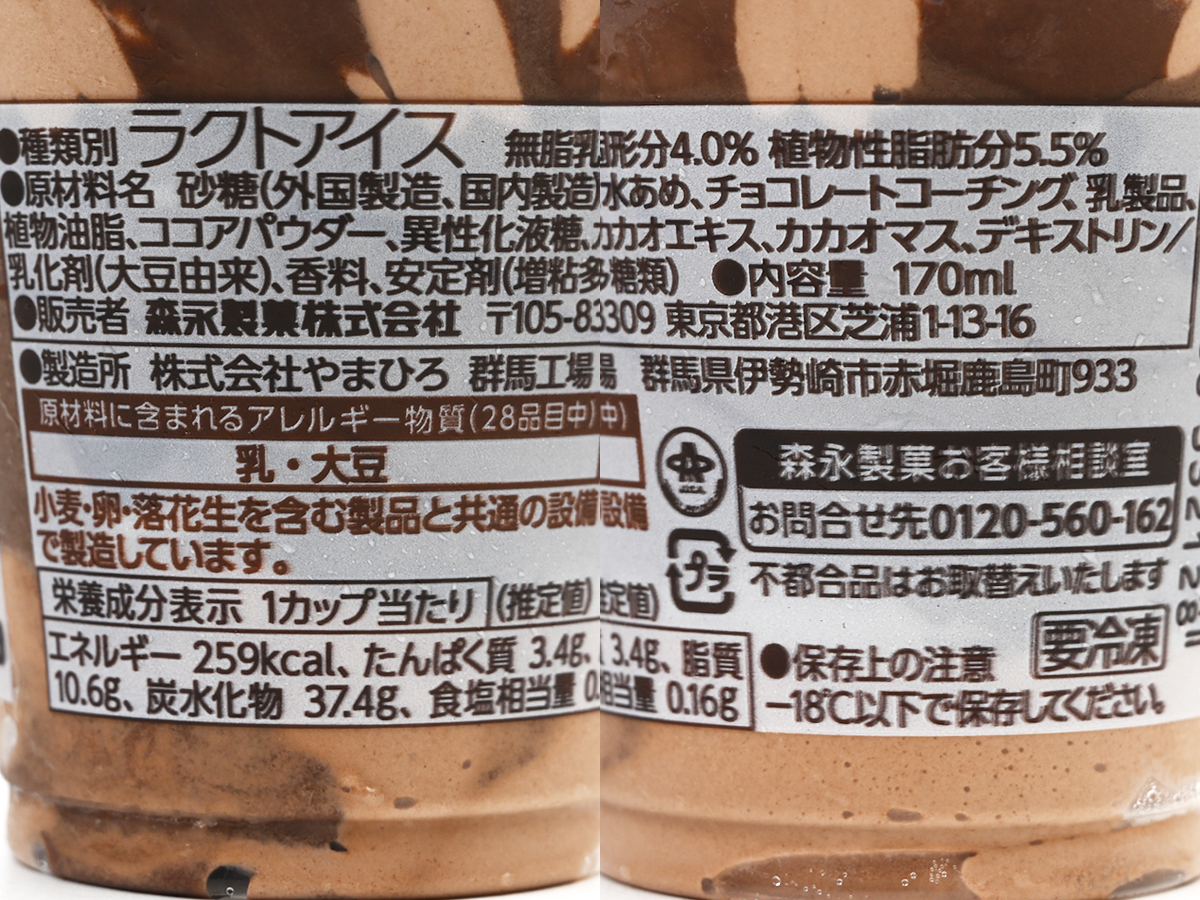 ●種類別 ラクトアイス 無脂乳固形分4.0% 植物性脂肪分5.5%
●原材料名 砂糖(外国製造、国内製造)、水あめ、チョコレートコーチング、乳製品、
植物油脂、ココアパウダー、異性化液糖、カカオエキス、カカオマス、デキストリン/
乳化剤(大豆由来)、香料、安定剤(増粘多糖類) ●内容量 170ml
●販売者 森永製菓株式会社 〒105-8309 東京都港区芝浦1-13-16
●製造所 株式会社やまひろ 群馬工場 群馬県伊勢崎市赤堀鹿島町933
原材料に含まれるアレルギー物質(28品目中)
乳・大豆
小麦・卵・落花生を含む製品と共通の設備
で製造しています。
栄養成分表示 1カップ当たり (推定値)
エネルギー 259kcal、たんぱく質 3.4g、脂質
10.6g、炭水化物 37.4g、食塩相当量 0.16g
森永製菓お客様相談室
お問合せ先0120-560-162
プラ
不都合品はお取替えいたします
●保存上の注意 要冷凍
−18℃以下で保存してください。